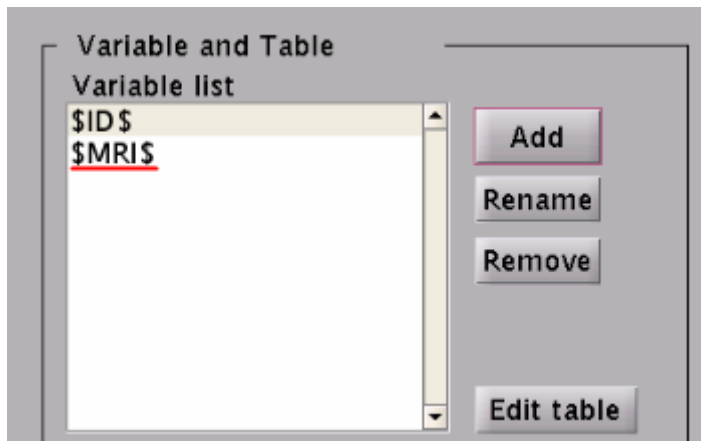 Variable and Table
Variable list
$ID$
$MRI$
Add
Rename
Remove
Edit table